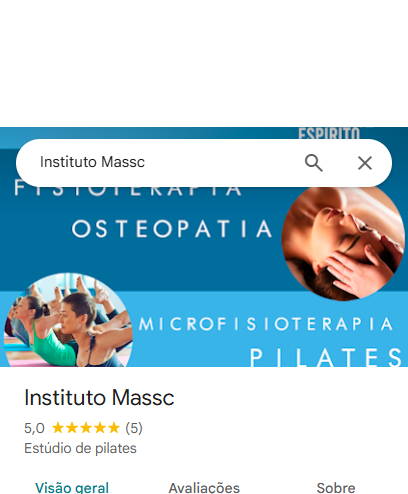 ESPIRITO
Instituto Massc
FISIOTERAPIA
OSTEOPATIA
MICROFISIOTERAPIA
PILATES
Instituto Massc
5,0 ★★★★★ (5)
Estúdio de pilates
Visão geral Avaliações Sobre